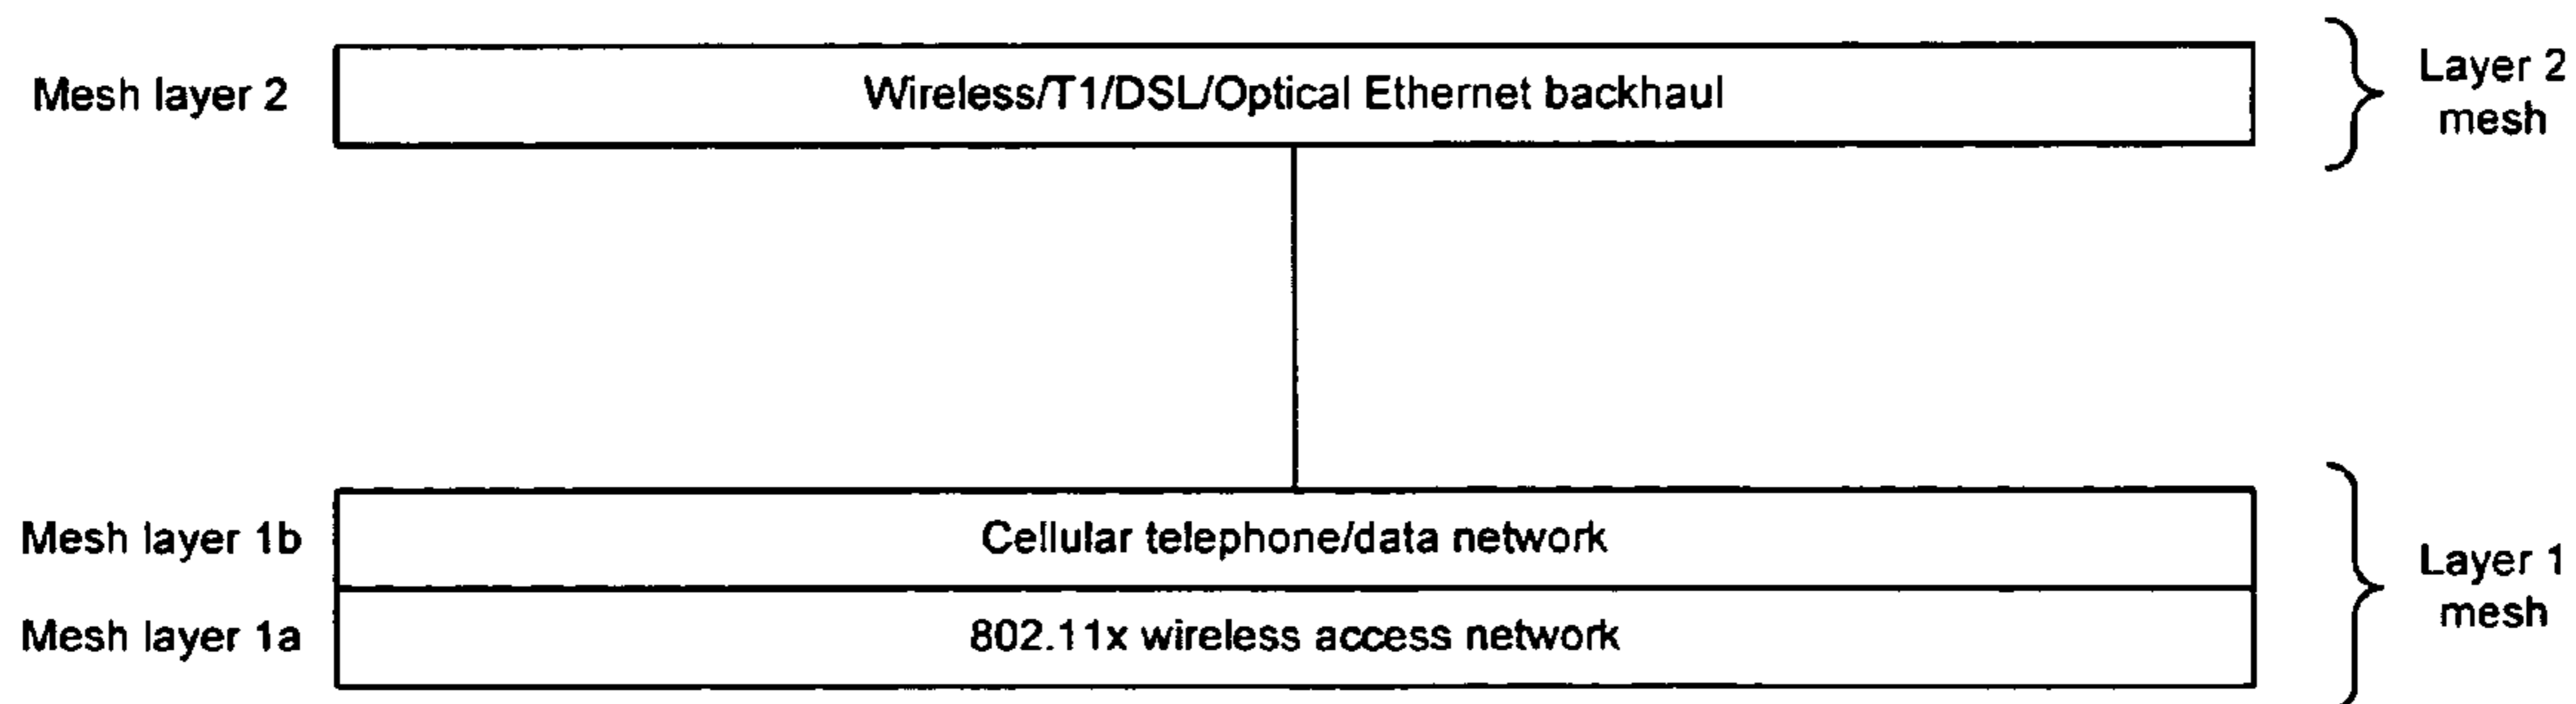 Mesh layer 2
Wireless/T1/DSL/Optical Ethernet backhaul
Layer 2
mesh
Mesh layer 1b
Cellular telephone/data network
Mesh layer 1a
802.11x wireless access network
Layer 1
mesh